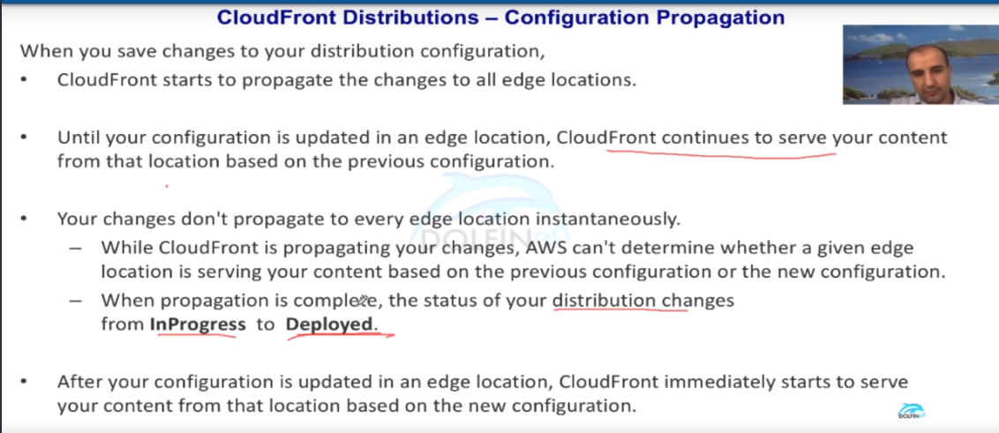 CloudFront Distributions – Configuration Propagation
When you save changes to your distribution configuration,
• CloudFront starts to propagate the changes to all edge locations.
• Until your configuration is updated in an edge location, CloudFront continues to serve your content
from that location based on the previous configuration.
• Your changes don't propagate to every edge location instantaneously.
– While CloudFront is propagating your changes, AWS can't determine whether a given edge
location is serving your content based on the previous configuration or the new configuration.
– When propagation is complete, the status of your distribution changes
from InProgress to Deployed.
• After your configuration is updated in an edge location, CloudFront immediately starts to serve
your content from that location based on the new configuration.
DOLFINed